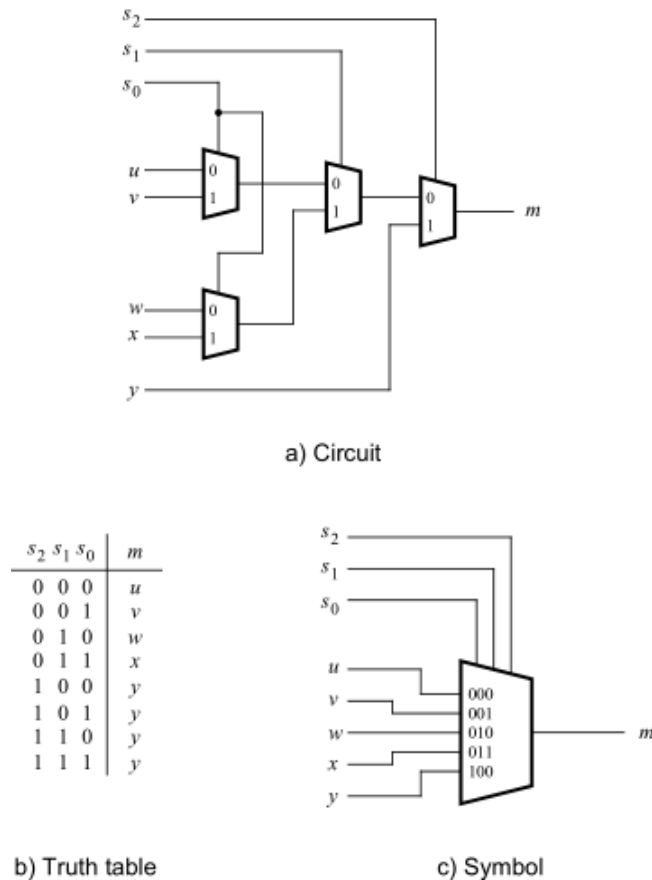 s2
s1
s0
u 0
v 1
0
1
0
1
m
w 0
x 1
y
a) Circuit
s2 s1 s0 m
0 0 0 u
0 0 1 v
0 1 0 w
0 1 1 x
1 0 0 y
1 0 1 y
1 1 0 y
1 1 1 y
b) Truth table
s2
s1
s0
u 000
v 001
w 010
x 011
y 100
m
c) Symbol